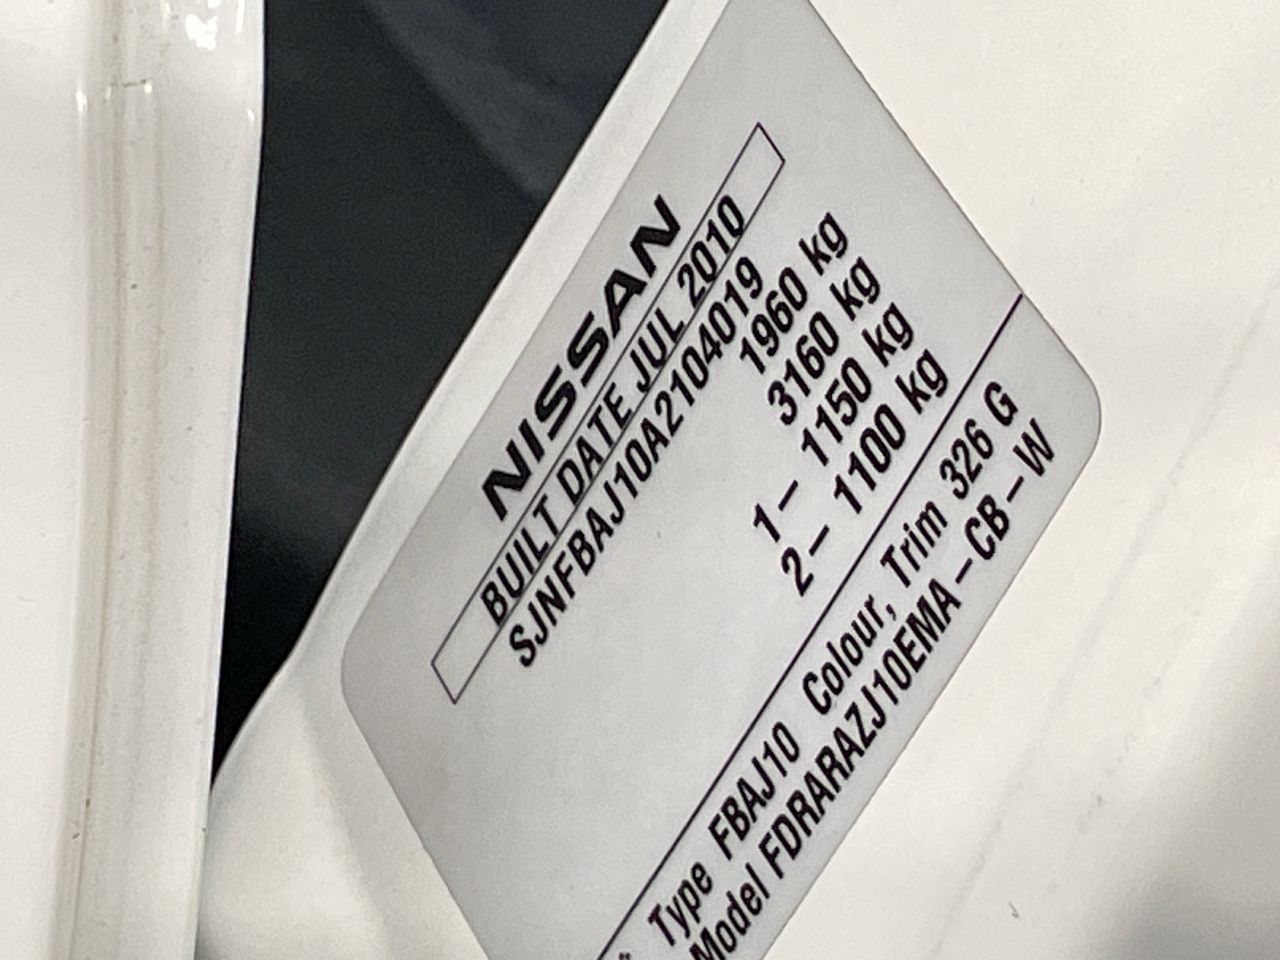 NISSAN
BUILT DATE JUL 2010
SJNFBAJ10A2104019
1960 kg
3160 kg
1– 1150 kg
2– 1100 kg
Type FBAJ10 Colour, Trim 326 G
Model FDRARAZJ10EMA–CB–W